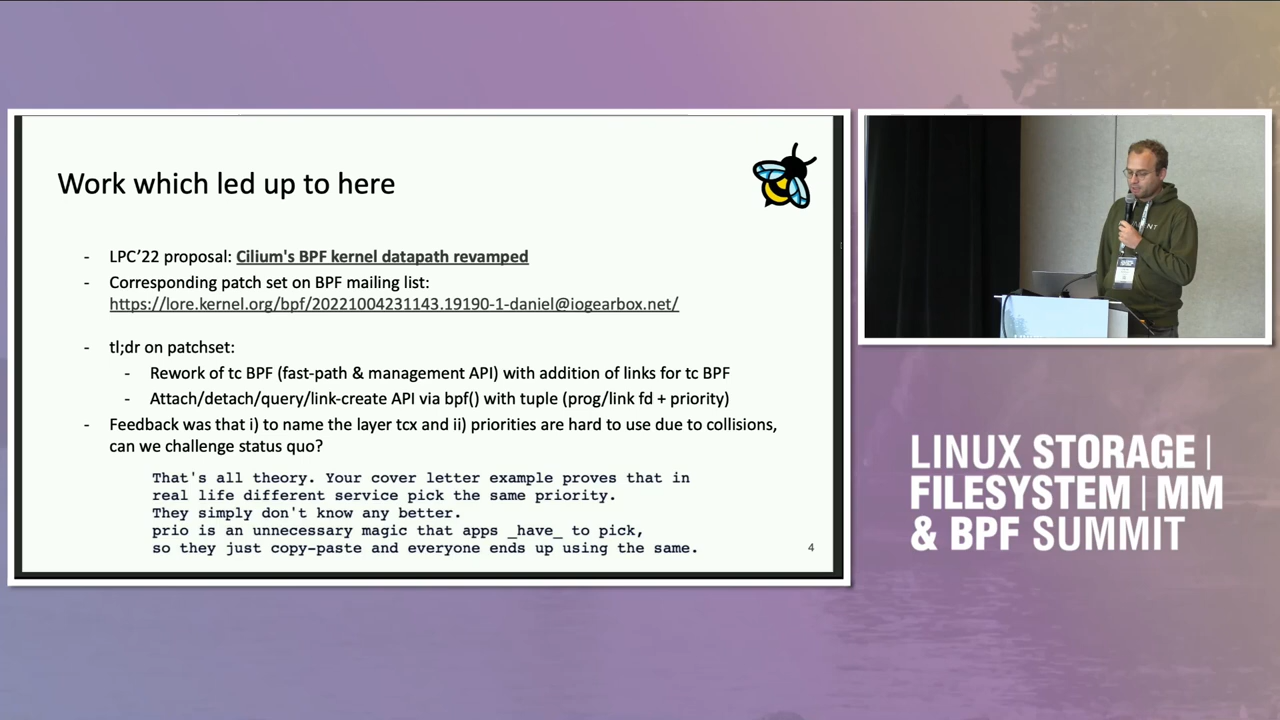 Work which led up to here
- LPC’22 proposal: Cilium's BPF kernel datapath revamped
- Corresponding patch set on BPF mailing list:
https://lore.kernel.org/bpf/20221004231143.19190-1-daniel@iogearbox.net/
- tl;dr on patchset:
- Rework of tc BPF (fast-path & management API) with addition of links for tc BPF
- Attach/detach/query/link-create API via bpf() with tuple (prog/link fd + priority)
- Feedback was that i) to name the layer tcx and ii) priorities are hard to use due to collisions,
can we challenge status quo?
That's all theory. Your cover letter example proves that in
real life different service pick the same priority.
They simply don't know any better.
prio is an unnecessary magic that apps _have_ to pick,
so they just copy-paste and everyone ends up using the same.
4
LINUX STORAGE |
FILESYSTEM | MM
& BPF SUMMIT